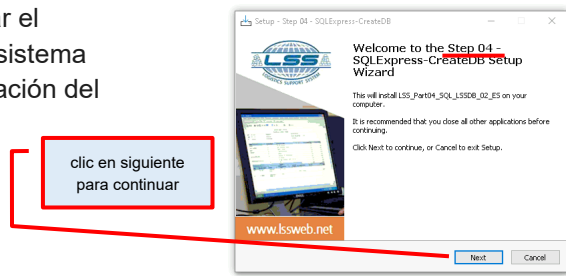 ar el
sistema
ación del
clic en siguiente
para continuar
Setup - Step 04 - SQLExpress-CreateDB
LSS
LOGISTICS SUPPORT SYSTEM
www.lssweb.net
Welcome to the Step 04 -
SQLExpress-CreateDB Setup
Wizard
This will install LSS_Part04_SQL_LSSDB_02_ES on your
computer.
It is recommended that you close all other applications before
continuing.
Click Next to continue, or Cancel to exit Setup.
Next
Cancel